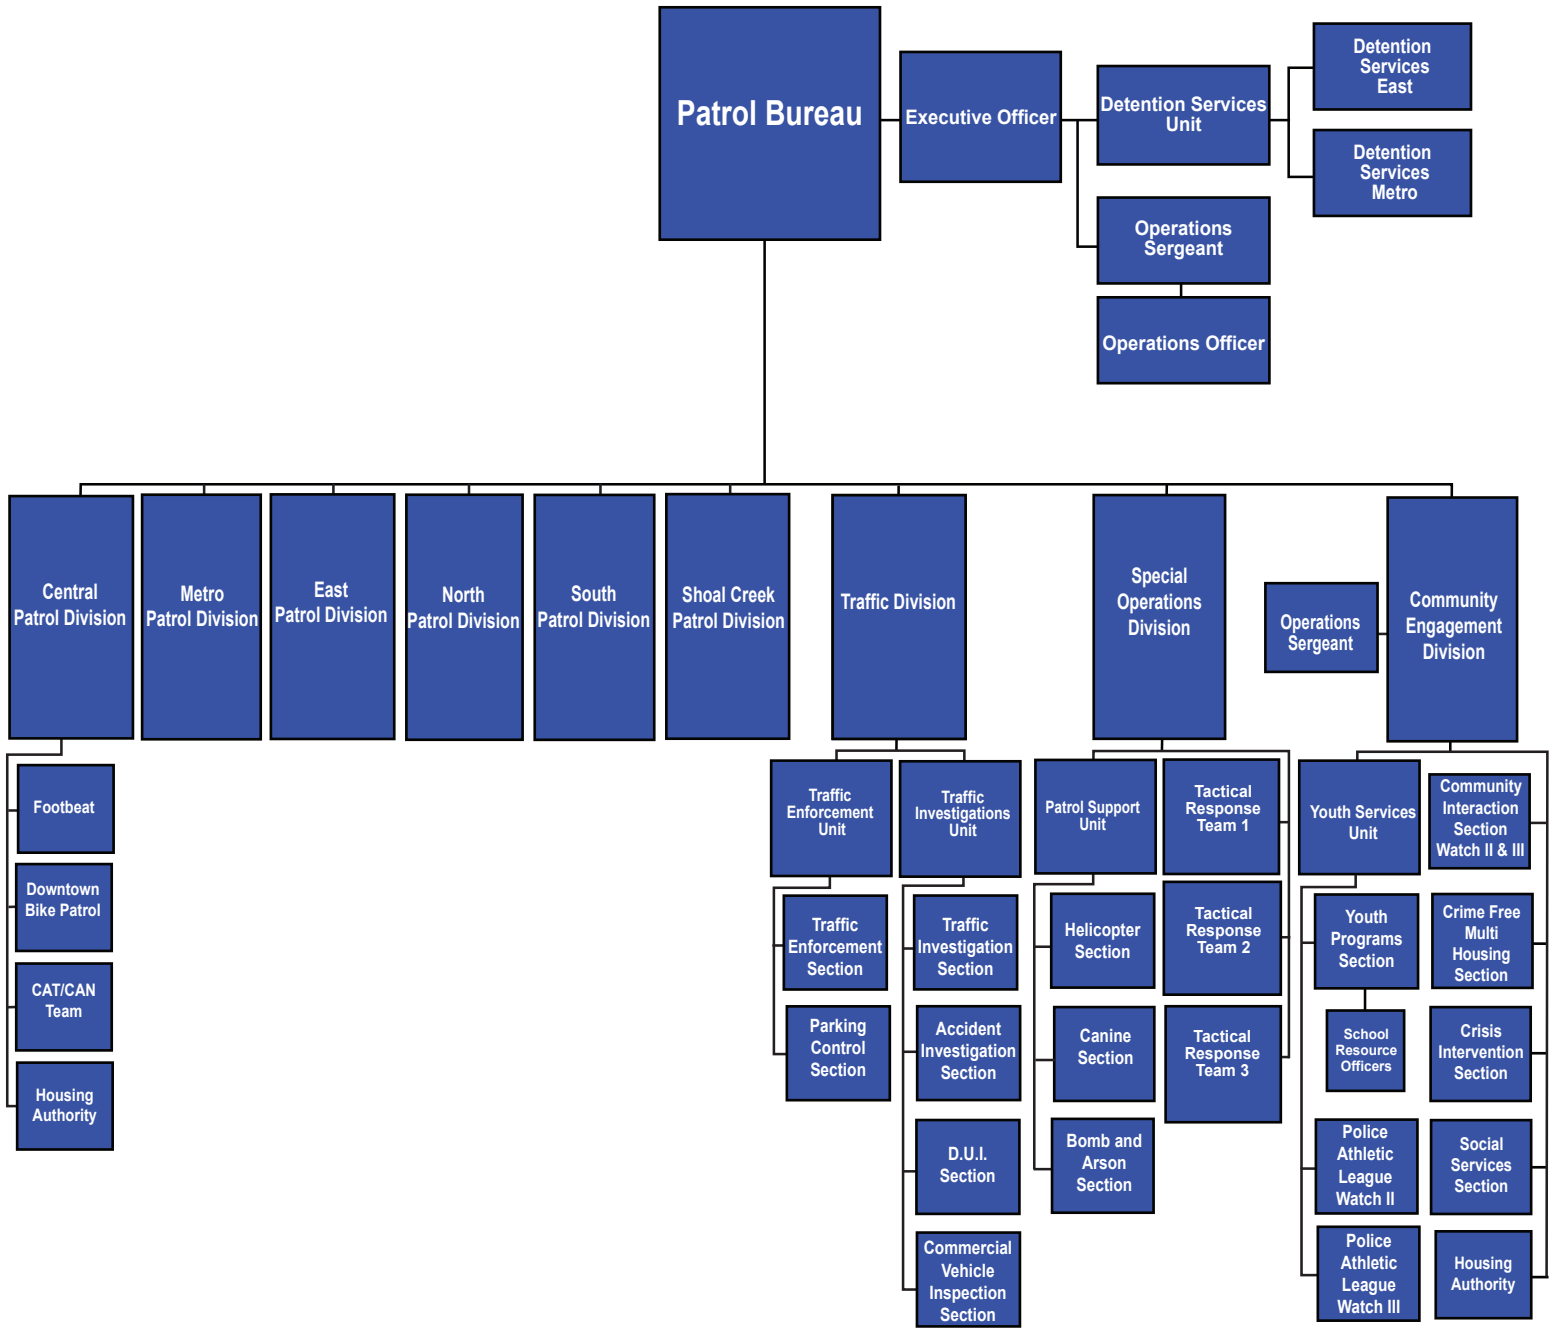 Patrol Bureau
Executive Officer
Detention Services
Unit
Detention
Services
East
Detention
Services
Metro
Operations
Sergeant
Operations Officer
Central
Patrol Division
Metro
Patrol Division
East
Patrol Division
North
Patrol Division
South
Patrol Division
Shoal Creek
Patrol Division
Traffic Division
Special
Operations
Division
Operations
Sergeant
Community
Engagement
Division
Footbeat
Downtown
Bike Patrol
CAT/CAN
Team
Housing
Authority
Traffic
Enforcement
Unit
Traffic
Enforcement
Section
Parking
Control
Section
Traffic
Investigations
Unit
Traffic
Investigation
Section
Accident
Investigation
Section
D.U.I.
Section
Commercial
Vehicle
Inspection
Section
Patrol Support
Unit
Helicopter
Section
Canine
Section
Bomb and
Arson
Section
Tactical
Response
Team 1
Tactical
Response
Team 2
Tactical
Response
Team 3
Youth Services
Unit
Youth
Programs
Section
School
Resource
Officers
Police
Athletic
League
Watch II
Police
Athletic
League
Watch III
Community
Interaction
Section
Watch II & III
Crime Free
Multi
Housing
Section
Crisis
Intervention
Section
Social
Services
Section
Housing
Authority